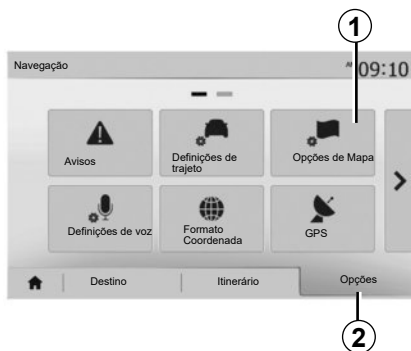 1
Navegação
09:10
Avisos
Definições de
trajeto
Opções de Mapa
Definições de voz
Formato
Coordenada
GPS
Destino
Itinerário
Opções
2